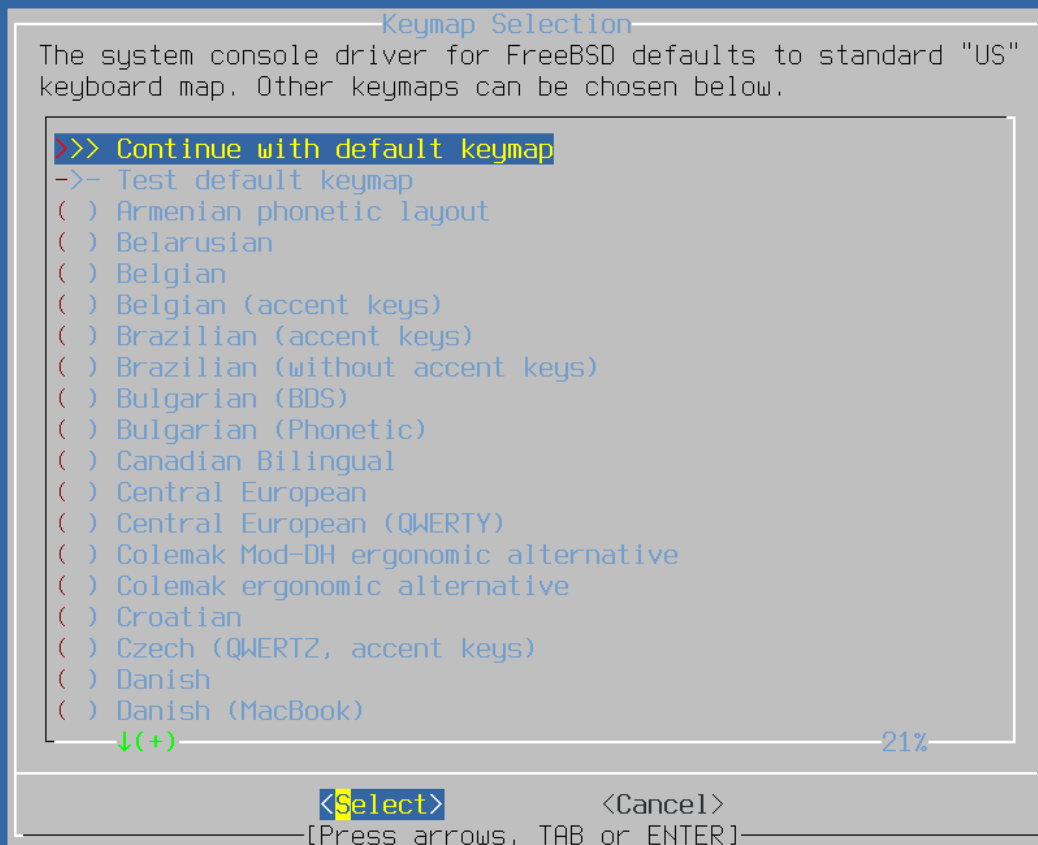 Keymap Selection
The system console driver for FreeBSD defaults to standard "US"
keyboard map. Other keymaps can be chosen below.
>>> Continue with default keymap
->- Test default keymap
( ) Armenian phonetic layout
( ) Belarusian
( ) Belgian
( ) Belgian (accent keys)
( ) Brazilian (accent keys)
( ) Brazilian (without accent keys)
( ) Bulgarian (BDS)
( ) Bulgarian (Phonetic)
( ) Canadian Bilingual
( ) Central European
( ) Central European (QWERTY)
( ) Colemak Mod-DH ergonomic alternative
( ) Colemak ergonomic alternative
( ) Croatian
( ) Czech (QWERTZ, accent keys)
( ) Danish
( ) Danish (MacBook)
↓(+) 21%
<Select> <Cancel>
[Press arrows, TAB or ENTER]